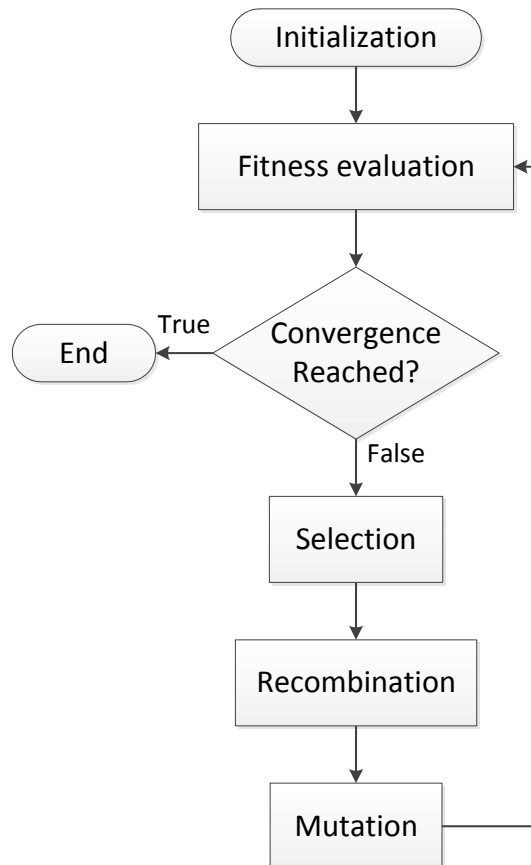 Initialization
Fitness evaluation
True
End
Convergence
Reached?
False
Selection
Recombination
Mutation